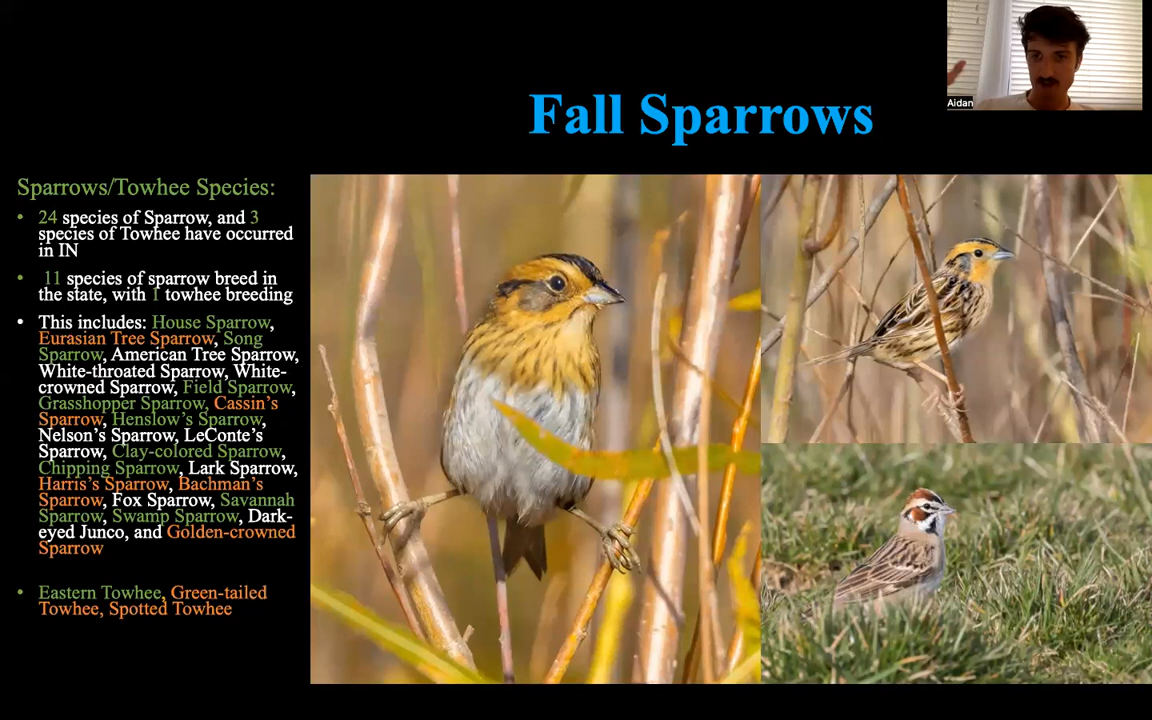 Aidan
Fall Sparrows
Sparrows/Towhee Species:
• 24 species of Sparrow, and 3
species of Towhee have occurred
in IN
• 11 species of sparrow breed in
the state, with 1 towhee breeding
• This includes: House Sparrow,
Eurasian Tree Sparrow, Song
Sparrow, American Tree Sparrow,
White-throated Sparrow, White-
crowned Sparrow, Field Sparrow,
Grasshopper Sparrow, Cassin's
Sparrow, Henslow's Sparrow,
Nelson's Sparrow, LeConte's
Sparrow, Clay-colored Sparrow,
Chipping Sparrow, Lark Sparrow,
Harris's Sparrow, Bachman's
Sparrow, Fox Sparrow, Savannah
Sparrow, Swamp Sparrow, Dark-
eyed Junco, and Golden-crowned
Sparrow
• Eastern Towhee, Green-tailed
Towhee, Spotted Towhee